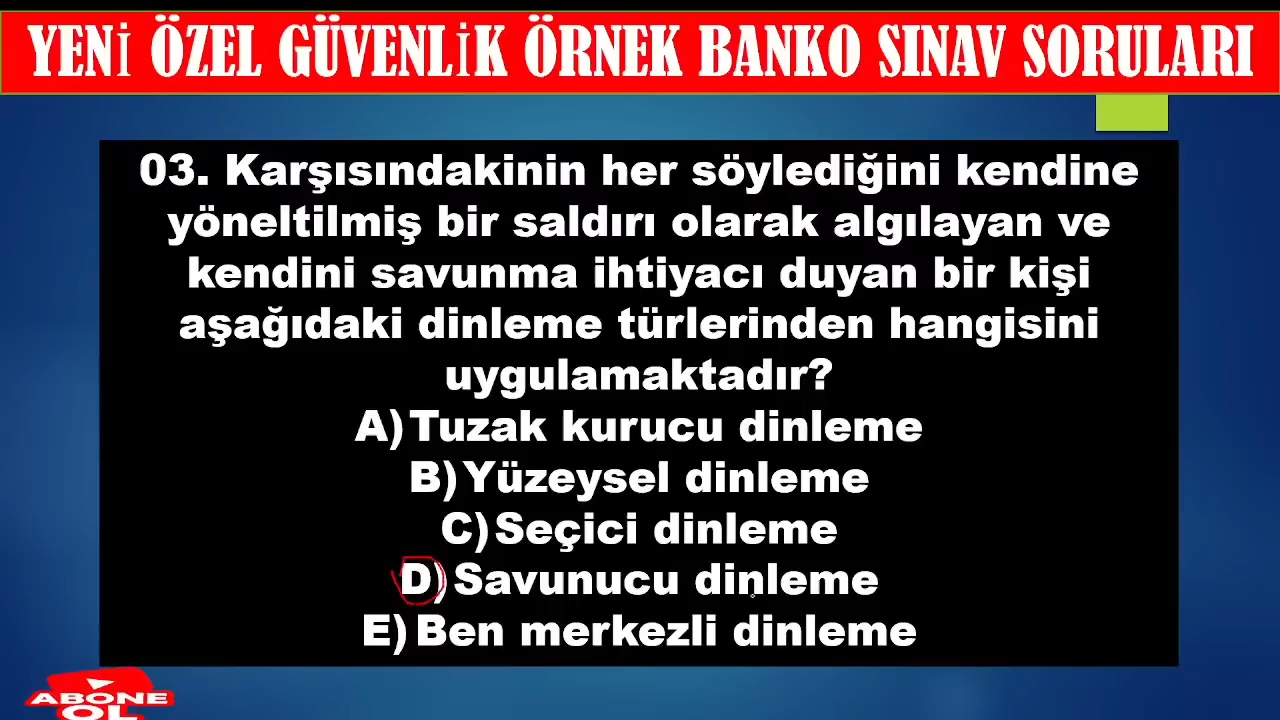 YENİ ÖZEL GÜVENLİK ÖRNEK BANKO SINAV SORULARI
03. Karşısındakinin her söylediğini kendine
yöneltilmiş bir saldırı olarak algılayan ve
kendini savunma ihtiyacı duyan bir kişi
aşağıdaki dinleme türlerinden hangisini
uygulamaktadır?
A) Tuzak kurucu dinleme
B) Yüzeysel dinleme
C) Seçici dinleme
D) Savunucu dinleme
E) Ben merkezli dinleme
ABONE
OL